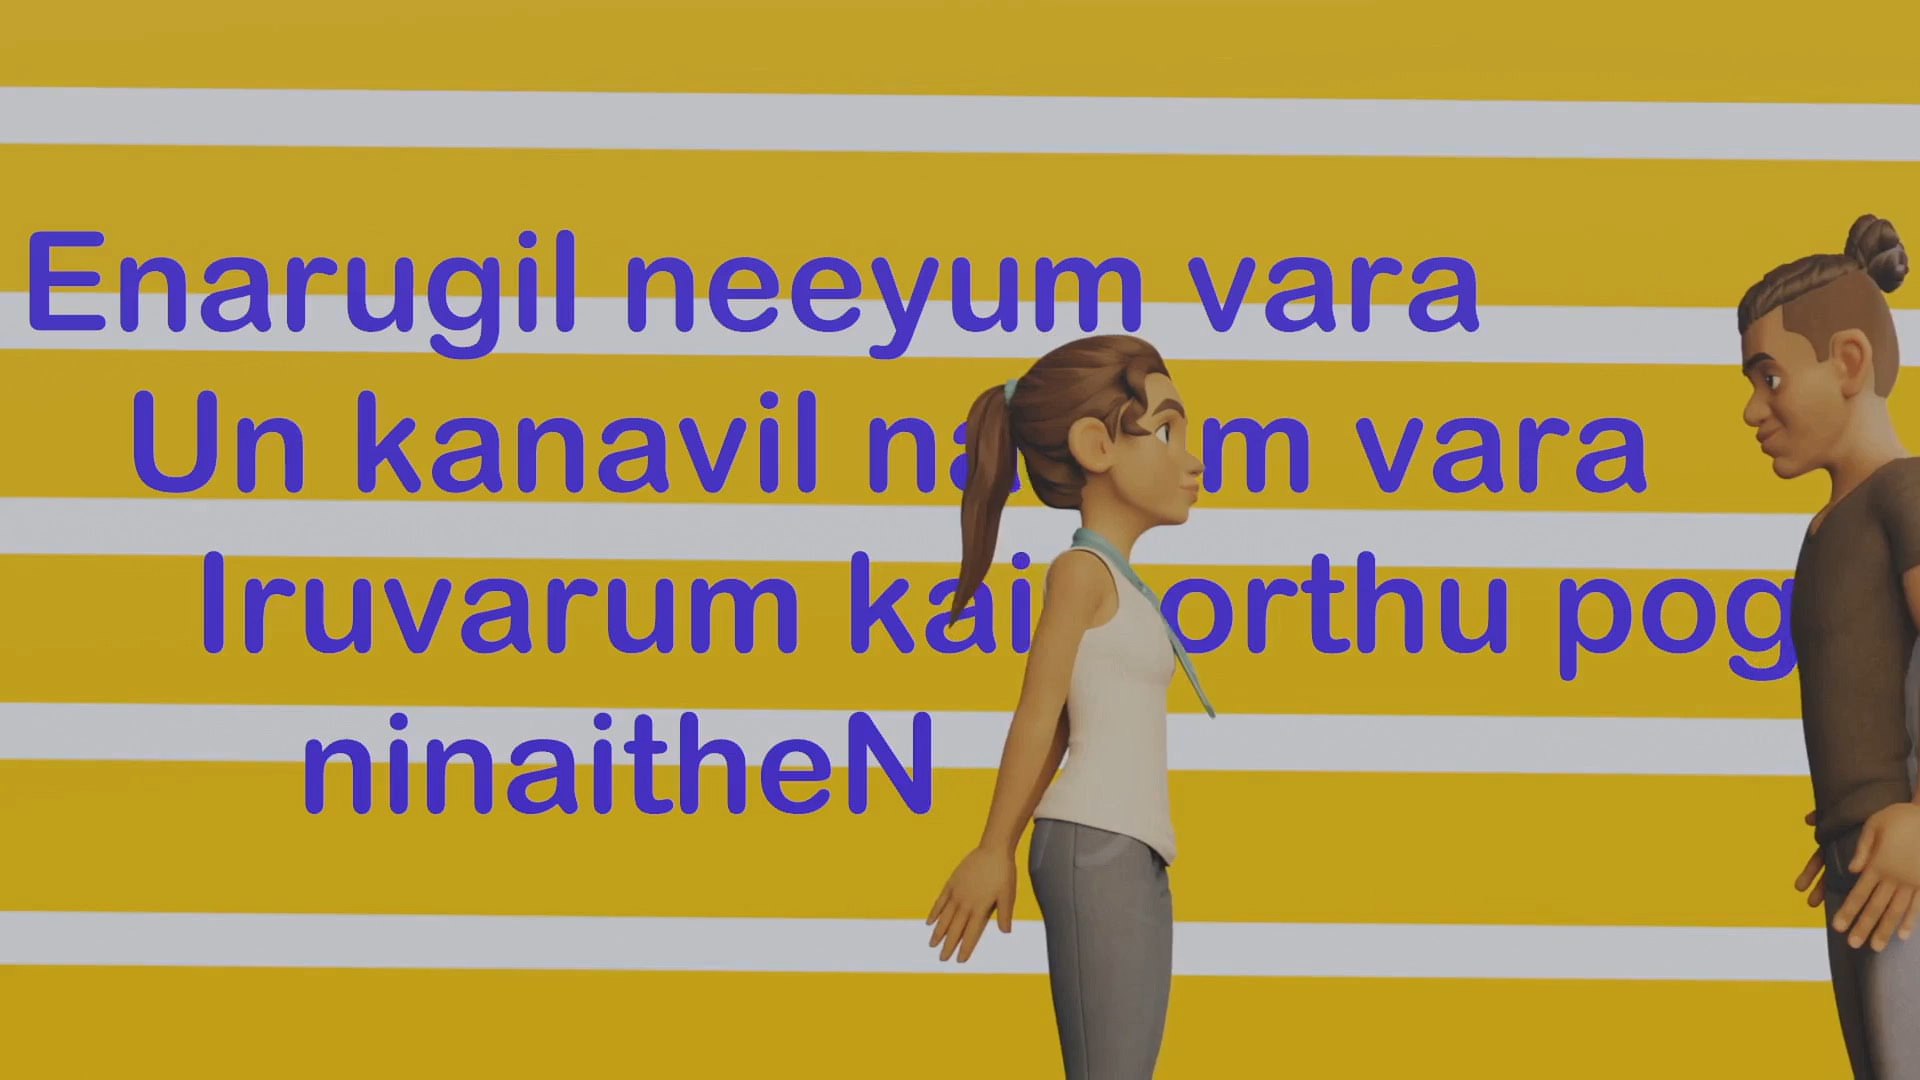 Enarugil neeyum vara
Un kanavil vara
Iruvarum
ninaitheN